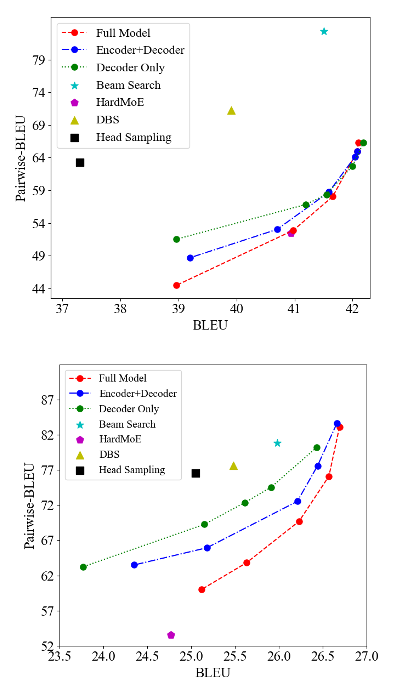 Pairwise-BLEU
79
74
69
64
59
54
49
44
Full Model
Encoder+Decoder
Decoder Only
Beam Search
HardMoE
DBS
Head Sampling
37 38 39 40 41 42
BLEU
Pairwise-BLEU
87
82
77
72
67
62
57
52
Full Model
Encoder+Decoder
Decoder Only
Beam Search
HardMoE
DBS
Head Sampling
23.5 24.0 24.5 25.0 25.5 26.0 26.5 27.0
BLEU